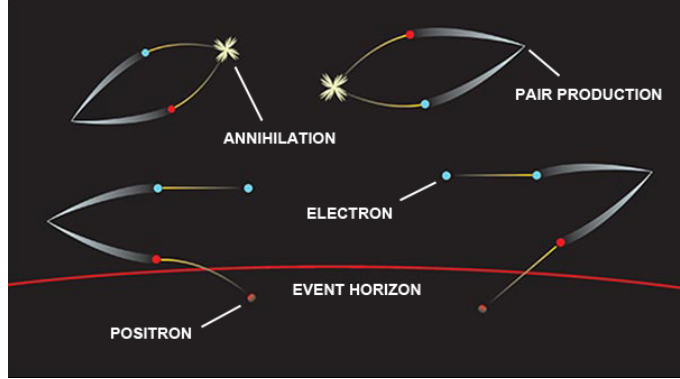 PAIR PRODUCTION
ANNIHILATION
ELECTRON
EVENT HORIZON
POSITRON